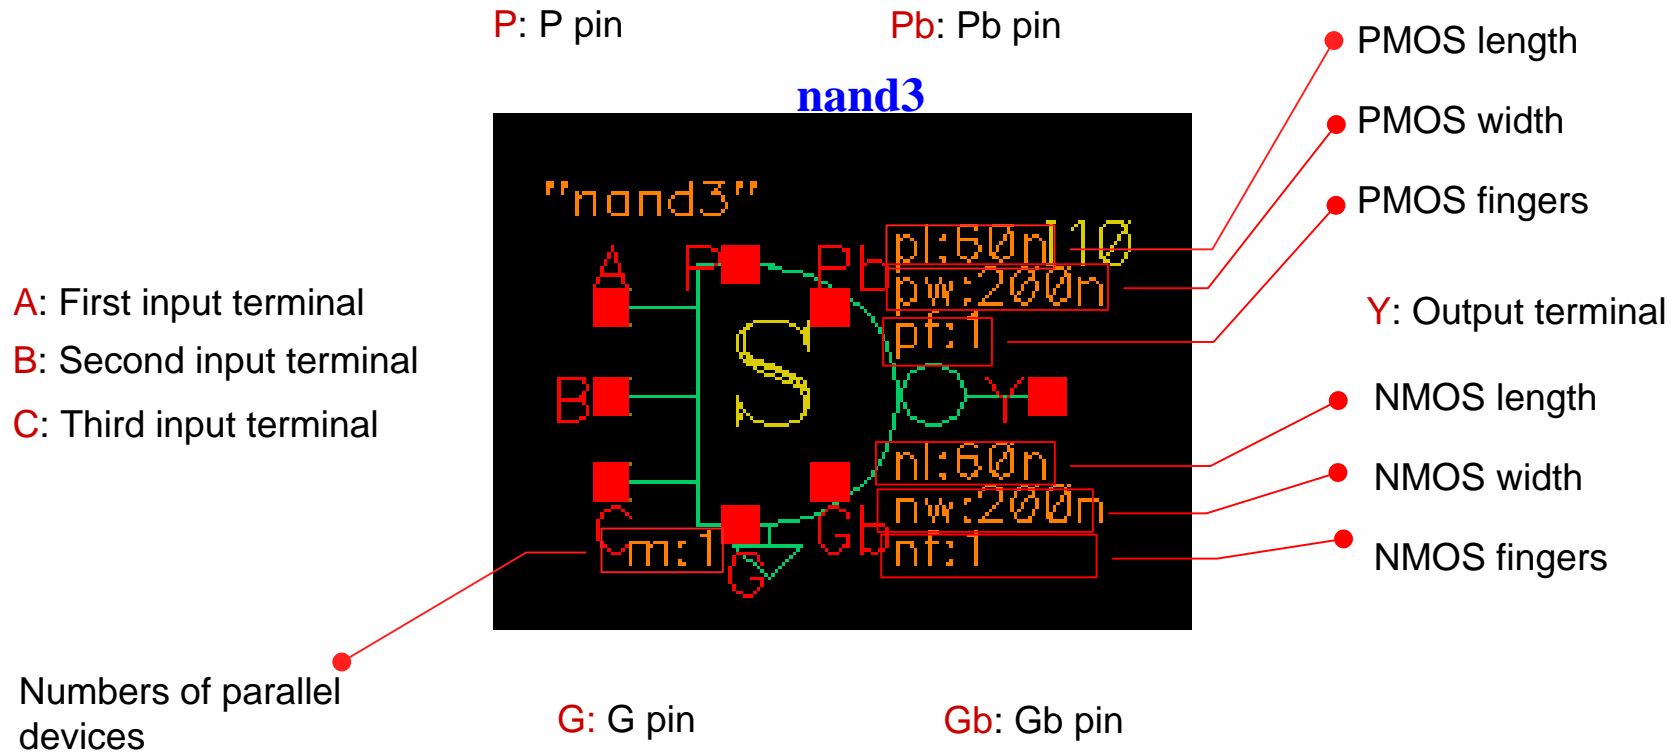 P: P pin
Pb: Pb pin
PMOS length
nand3
PMOS width
"nand3"
PMOS fingers
A
P
Pb
pl:60n
I10
pw:200n
pf:1
A: First input terminal
B: Second input terminal
C: Third input terminal
S
B
Y
Y: Output terminal
NMOS length
nl:60n
NMOS width
nw:200n
C
Gb
m:1
G
nf:1
NMOS fingers
Numbers of parallel
devices
G: G pin
Gb: Gb pin